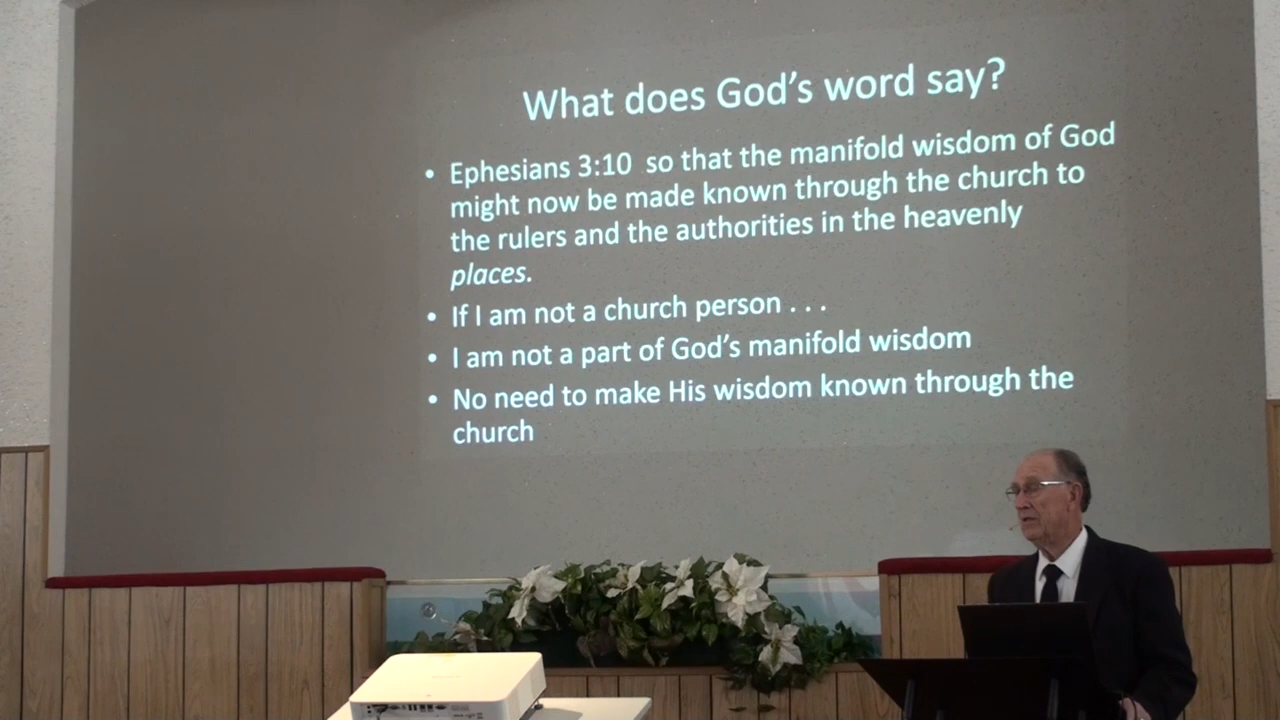 What does God's word say?
• Ephesians 3:10 so that the manifold wisdom of God
might now be made known through the church to
the rulers and the authorities in the heavenly
places.
• If I am not a church person . . .
• I am not a part of God's manifold wisdom
• No need to make His wisdom known through the
church